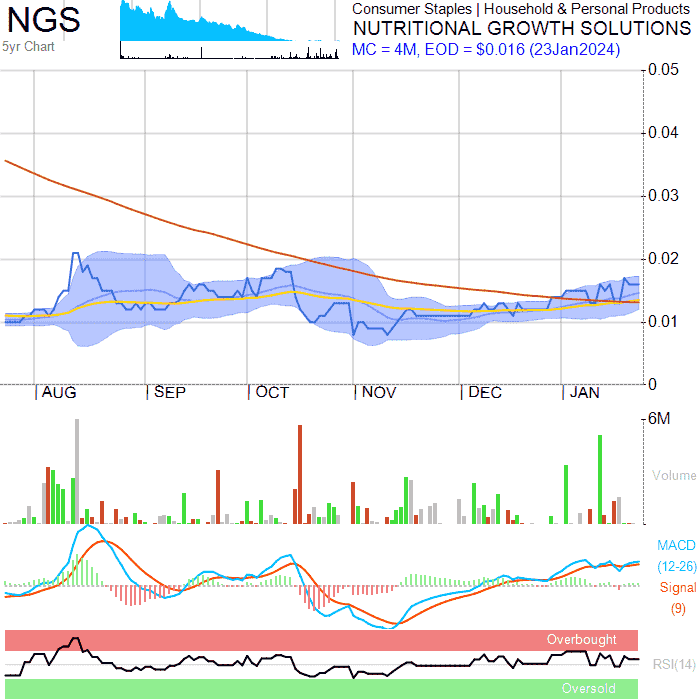 NGS
5yr Chart
Consumer Staples | Household & Personal Products
NUTRITIONAL GROWTH SOLUTIONS
MC = 4M, EOD = $0.016 (23Jan2024)
0.05
0.04
0.03
0.02
0.01
0
AUG SEP OCT NOV DEC JAN
6M
Volume
MACD
(12-26)
Signal
(9)
Overbought
RSI(14)
Oversold